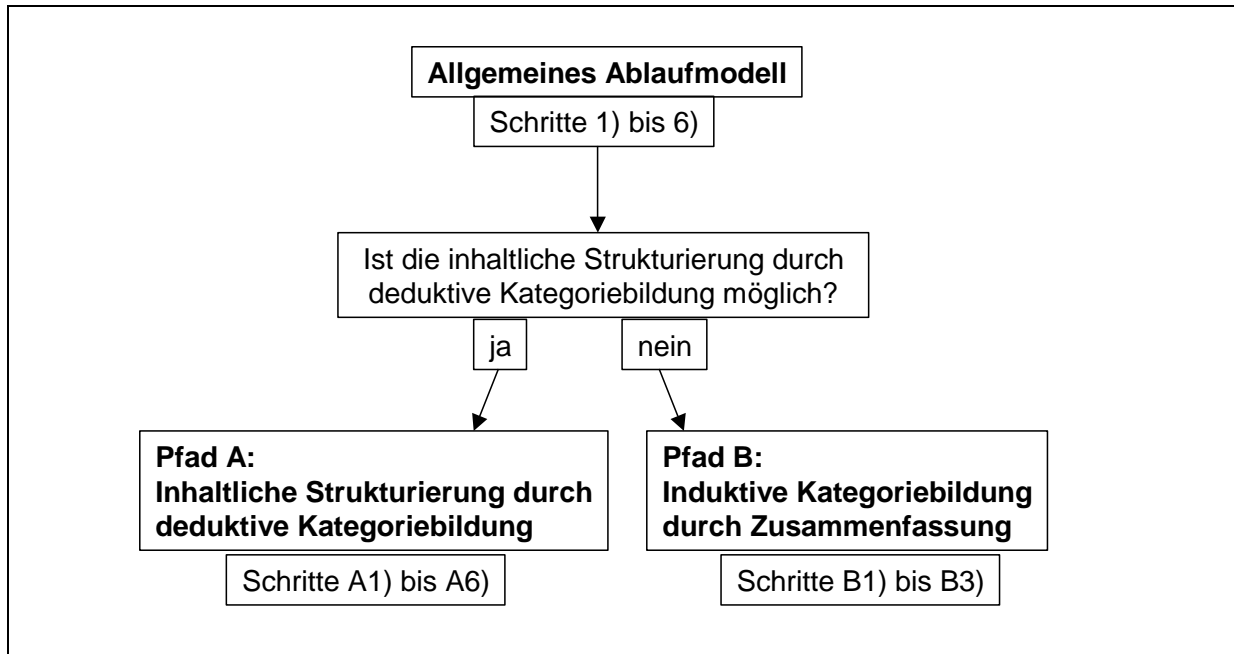 Allgemeines Ablaufmodell
Schritte 1) bis 6)
Ist die inhaltliche Strukturierung durch
deduktive Kategoriebildung möglich?
ja
nein
Pfad A:
Inhaltliche Strukturierung durch
deduktive Kategoriebildung
Schritte A1) bis A6)
Pfad B:
Induktive Kategoriebildung
durch Zusammenfassung
Schritte B1) bis B3)